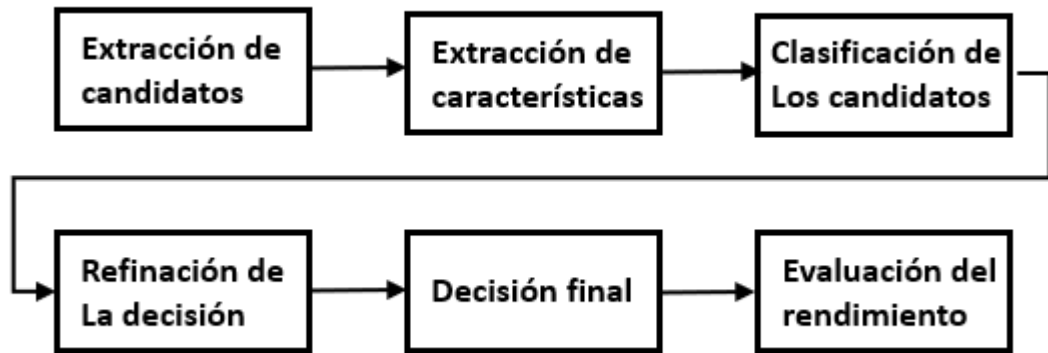 Extracción de
candidatos
Extracción de
características
Clasificación de
Los candidatos
Refinación de
La decisión
Decisión final
Evaluación del
rendimiento